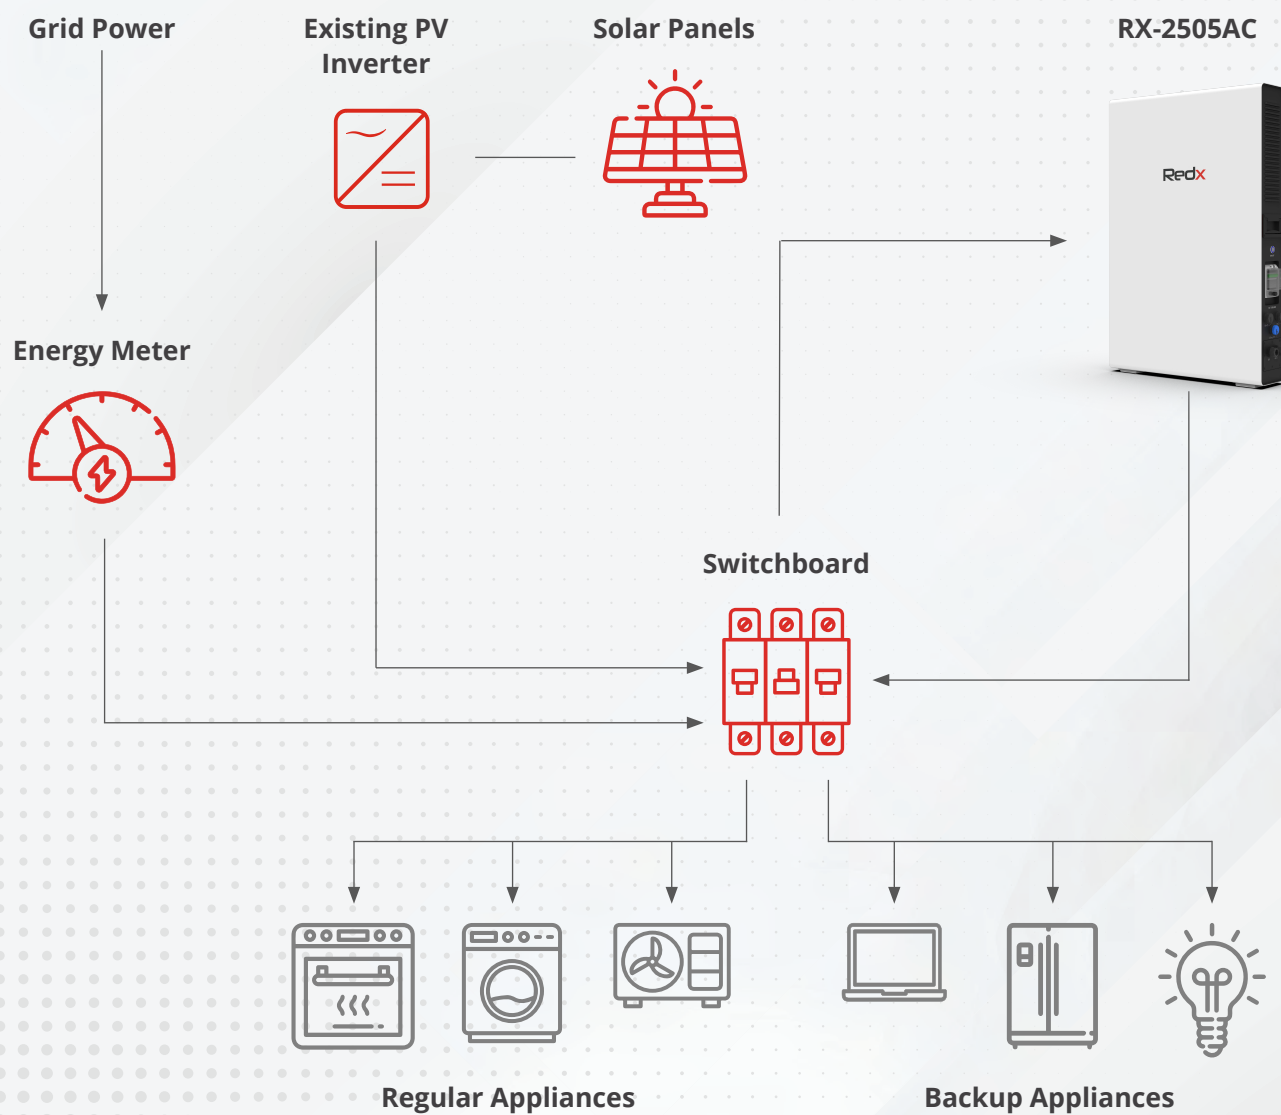 Grid Power
Existing PV
Inverter
Solar Panels
RX-2505AC
Redx
Energy Meter
Switchboard
Regular Appliances
Backup Appliances